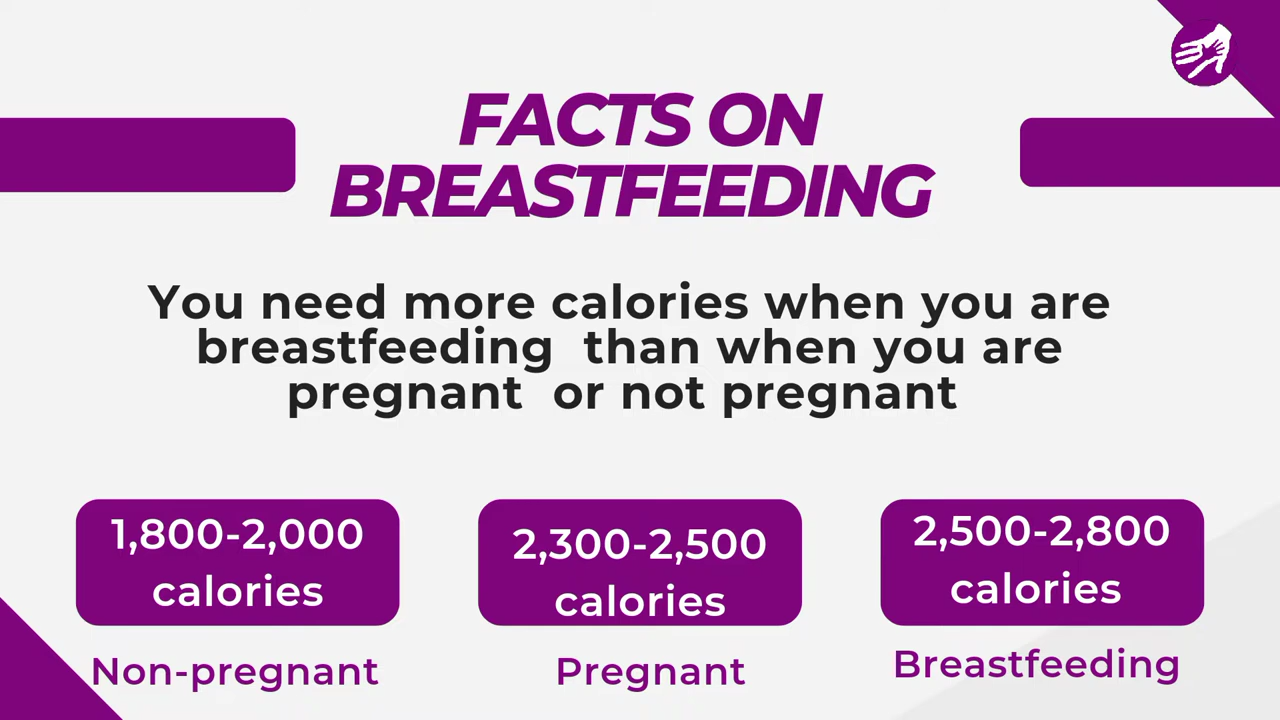 FACTS ON
BREASTFEEDING
You need more calories when you are
breastfeeding than when you are
pregnant or not pregnant
1,800-2,000
calories
Non-pregnant
2,300-2,500
calories
Pregnant
2,500-2,800
calories
Breastfeeding